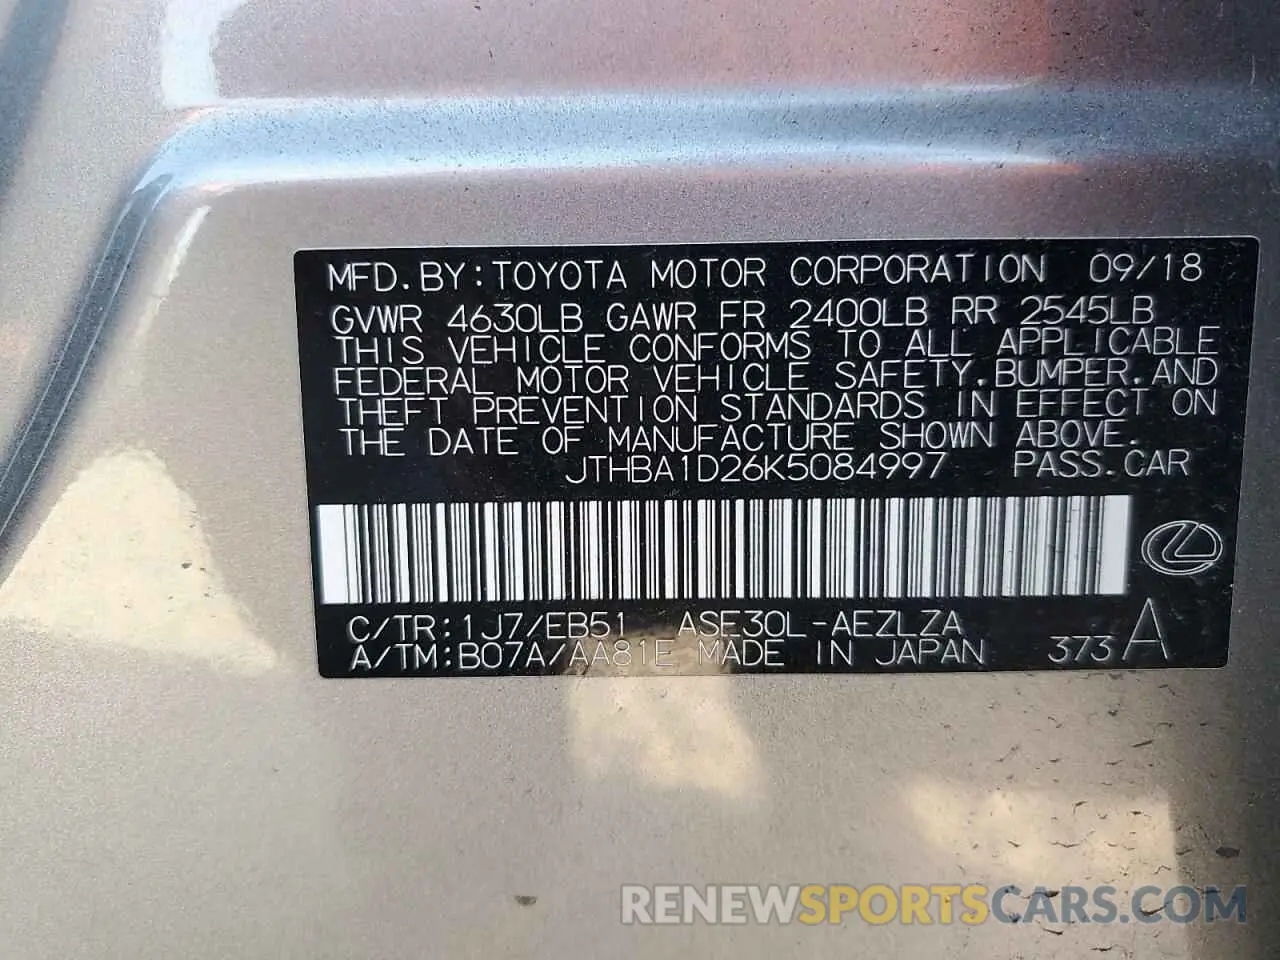 MFD. BY: TOYOTA MOTOR CORPORATION 09/18
GVWR 4630LB GAWR FR 2400LB RR 2545LB
THIS VEHICLE CONFORMS TO ALL APPLICABLE
FEDERAL MOTOR VEHICLE SAFETY, BUMPER, AND
THEFT PREVENTION STANDARDS IN EFFECT ON
THE DATE OF MANUFACTURE SHOWN ABOVE.
JTHBA1D26K5084997 PASS. CAR
C/TR: 1J7/EB51 ASE30L-AEZLZA
A/TM: B07A/AA81E MADE IN JAPAN 373 A
RENEWSPORTSCARS.COM